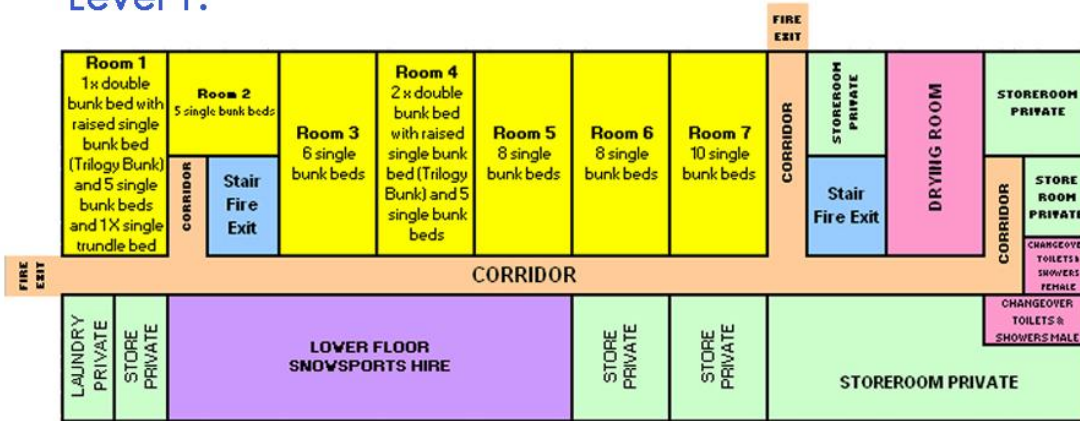 Level 1:
FIRE
EXIT
Room 1
1x double
bunk bed with
raised single
bunk bed
(Trilogy Bunk)
and 5 single
bunk beds
and 1X single
trundle bed
Room 2
5 single bunk beds
CORRIDOR
Stair
Fire
Exit
Room 3
6 single
bunk beds
Room 4
2 x double
bunk bed
with raised
single bunk
bed (Trilogy
Bunk) and 5
single bunk
beds
Room 5
8 single
bunk beds
Room 6
8 single
bunk beds
Room 7
10 single
bunk beds
CORRIDOR
STOREROOM
PRIVATE
Stair
Fire Exit
DRYING ROOM
STOREROOM
PRIVATE
CORRIDOR
STORE
ROOM
PRIVATE
CHANGEOVE
TOILETS &
SHOWERS
FEMALE
FIRE
EXIT
CORRIDOR
LAUNDRY
PRIVATE
STORE
PRIVATE
LOWER FLOOR
SNOWSPORTS HIRE
STORE
PRIVATE
STORE
PRIVATE
CHANGEOVER
TOILETS &
SHOWERS MALE
STOREROOM PRIVATE